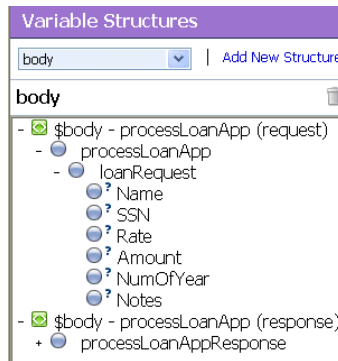 Variable Structures
body | Add New Structure
body
- $body - processLoanApp (request)
- processLoanApp
- loanRequest
? Name
? SSN
? Rate
? Amount
? NumOfYear
? Notes
- $body - processLoanApp (response)
+ processLoanAppResponse